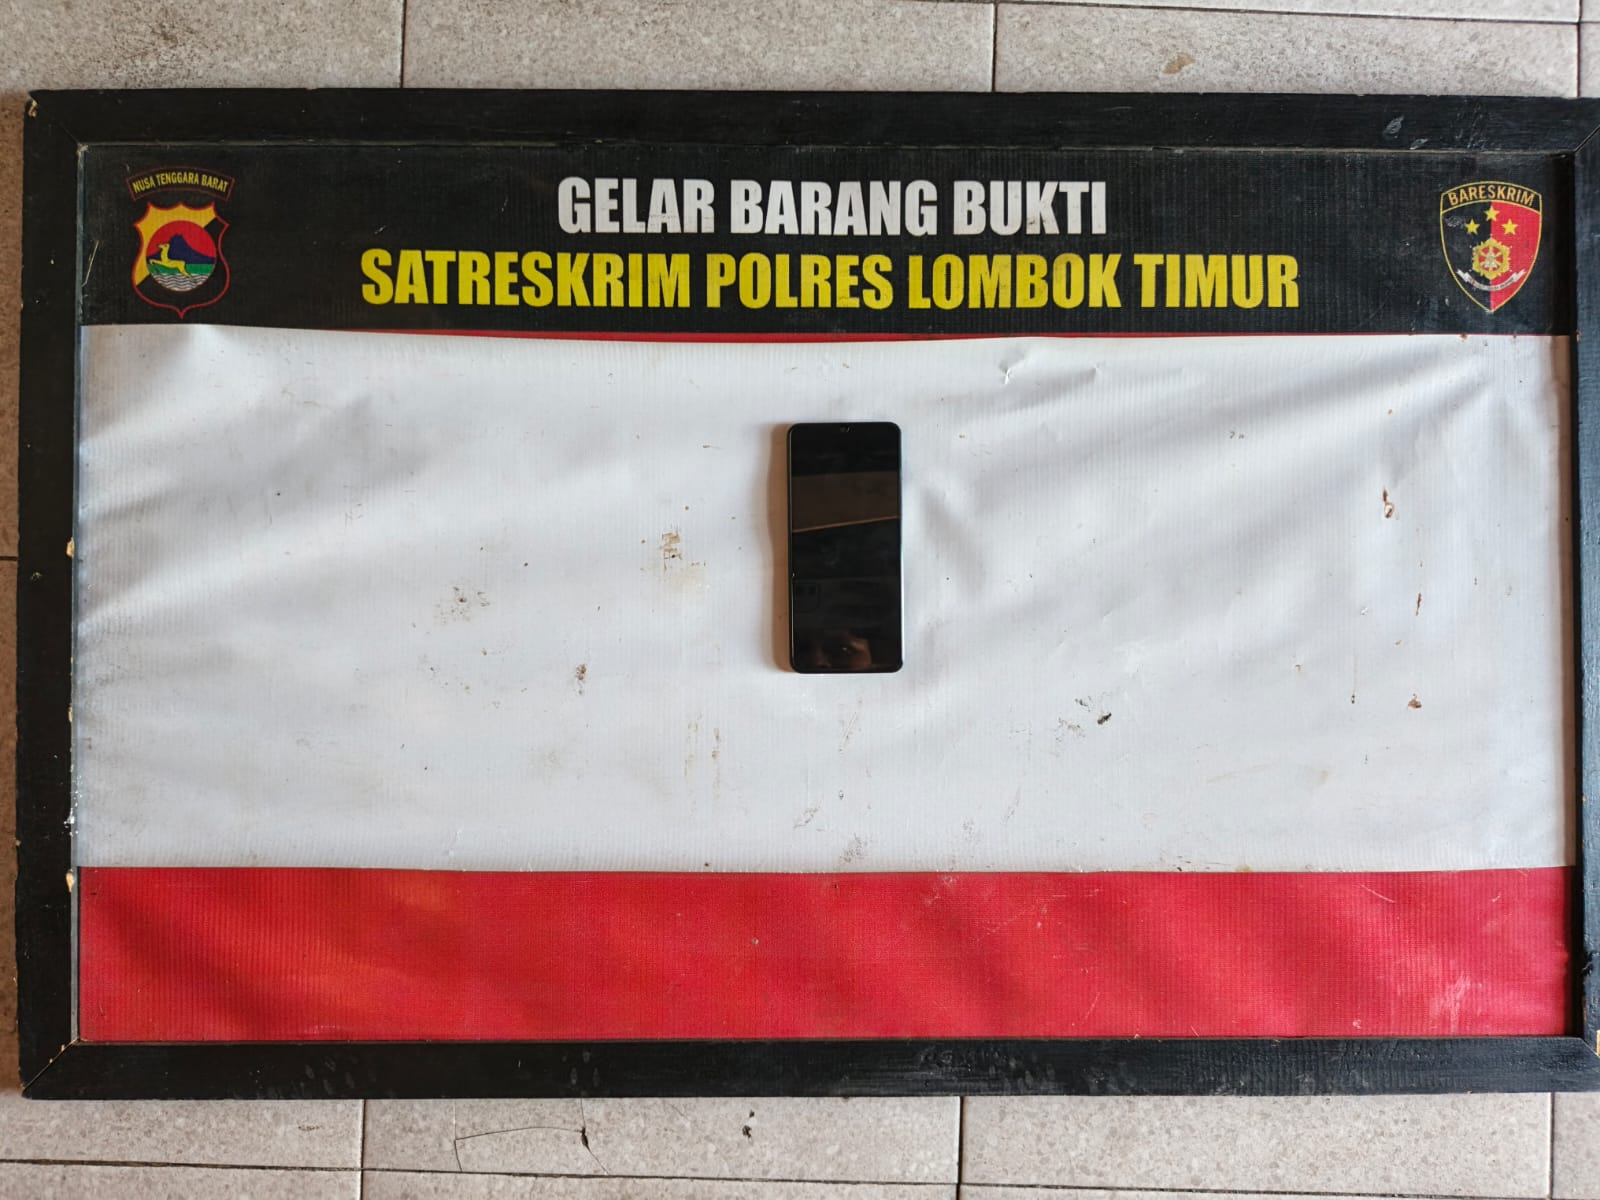 NUSA TENGGARA BARAT
GELAR BARANG BUKTI
SATRESKRIM POLRES LOMBOK TIMUR
BARESKRIM